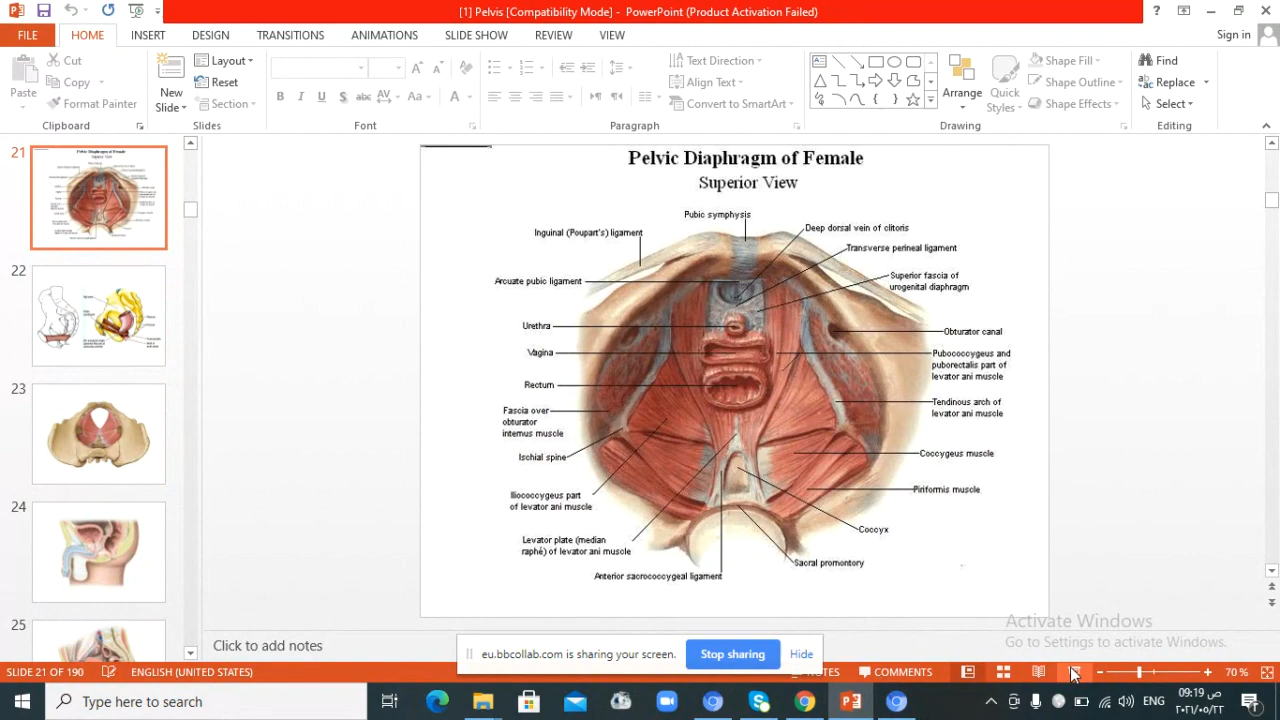 [1] Pelvis [Compatibility Mode] - PowerPoint (Product Activation Failed)
FILE HOME INSERT DESIGN TRANSITIONS ANIMATIONS SLIDE SHOW REVIEW VIEW Sign in
Paste Cut Copy Format Painter
New Slide Layout Reset Section
Text Direction Align Text Convert to SmartArt
Arrange Quick Styles Shape Fill Shape Outline Shape Effects
Find Replace Select
Clipboard Slides Font Paragraph Drawing Editing
21
22
23
24
25
Pelvic Diaphragm of Female
Superior View
Pubic symphysis
Inguinal (Poupart's) ligament
Deep dorsal vein of clitoris
Transverse perineal ligament
Arcuate pubic ligament
Superior fascia of
urogenital diaphragm
Urethra
Obturator canal
Vagina
Pubococcygeus and
puborectalis part of
levator ani muscle
Rectum
Tendinous arch of
levator ani muscle
Fascia over
obturator
internus muscle
Ischial spine
Coccygeus muscle
Iliococcygeus part
of levator ani muscle
Piriformis muscle
Coccyx
Levator plate (median
raphé) of levator ani muscle
Sacral promontory
Anterior sacrococcygeal ligament
Activate Windows
Go to Settings to activate Windows.
Click to add notes
eu.bbcollab.com is sharing your screen. Stop sharing Hide
SLIDE 21 OF 190 ENGLISH (UNITED STATES) NOTES COMMENTS 70 %
Type here to search
ENG
09:19 ص